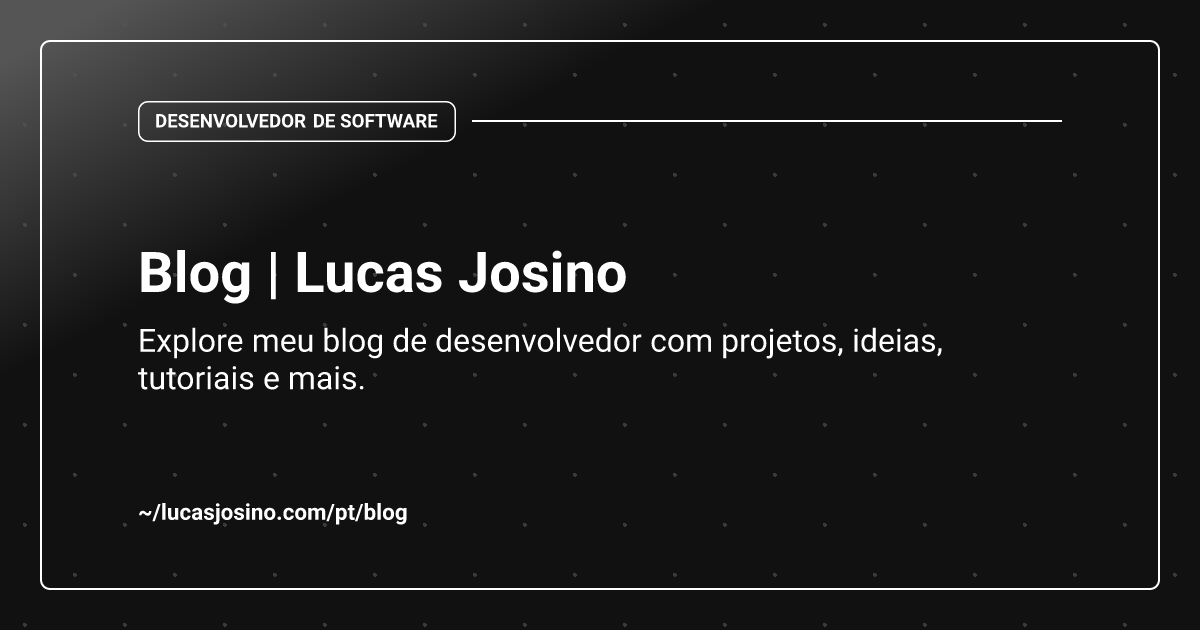 DESENVOLVEDOR DE SOFTWARE
Blog | Lucas Josino
Explore meu blog de desenvolvedor com projetos, ideias,
tutoriais e mais.
~/lucasjosino.com/pt/blog